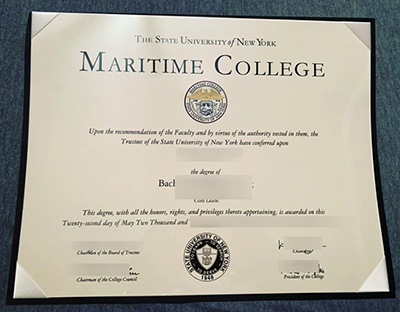 THE STATE UNIVERSITY of NEW YORK
MARITIME COLLEGE
Upon the recommendation of the Faculty and by virtue of the authority vested in them, the
Trustees of the State University of New York have conferred upon
the degree of
Bach
Cum Laude
This degree, with all the honors, rights, and privileges thereto appertaining, is awarded on this
Twenty-second day of May Two Thousand and
Chairman of the Board of Trustees
Chancellor
STATE UNIVERSITY OF NEW YORK
1948
Chairman of the College Council
President of the College